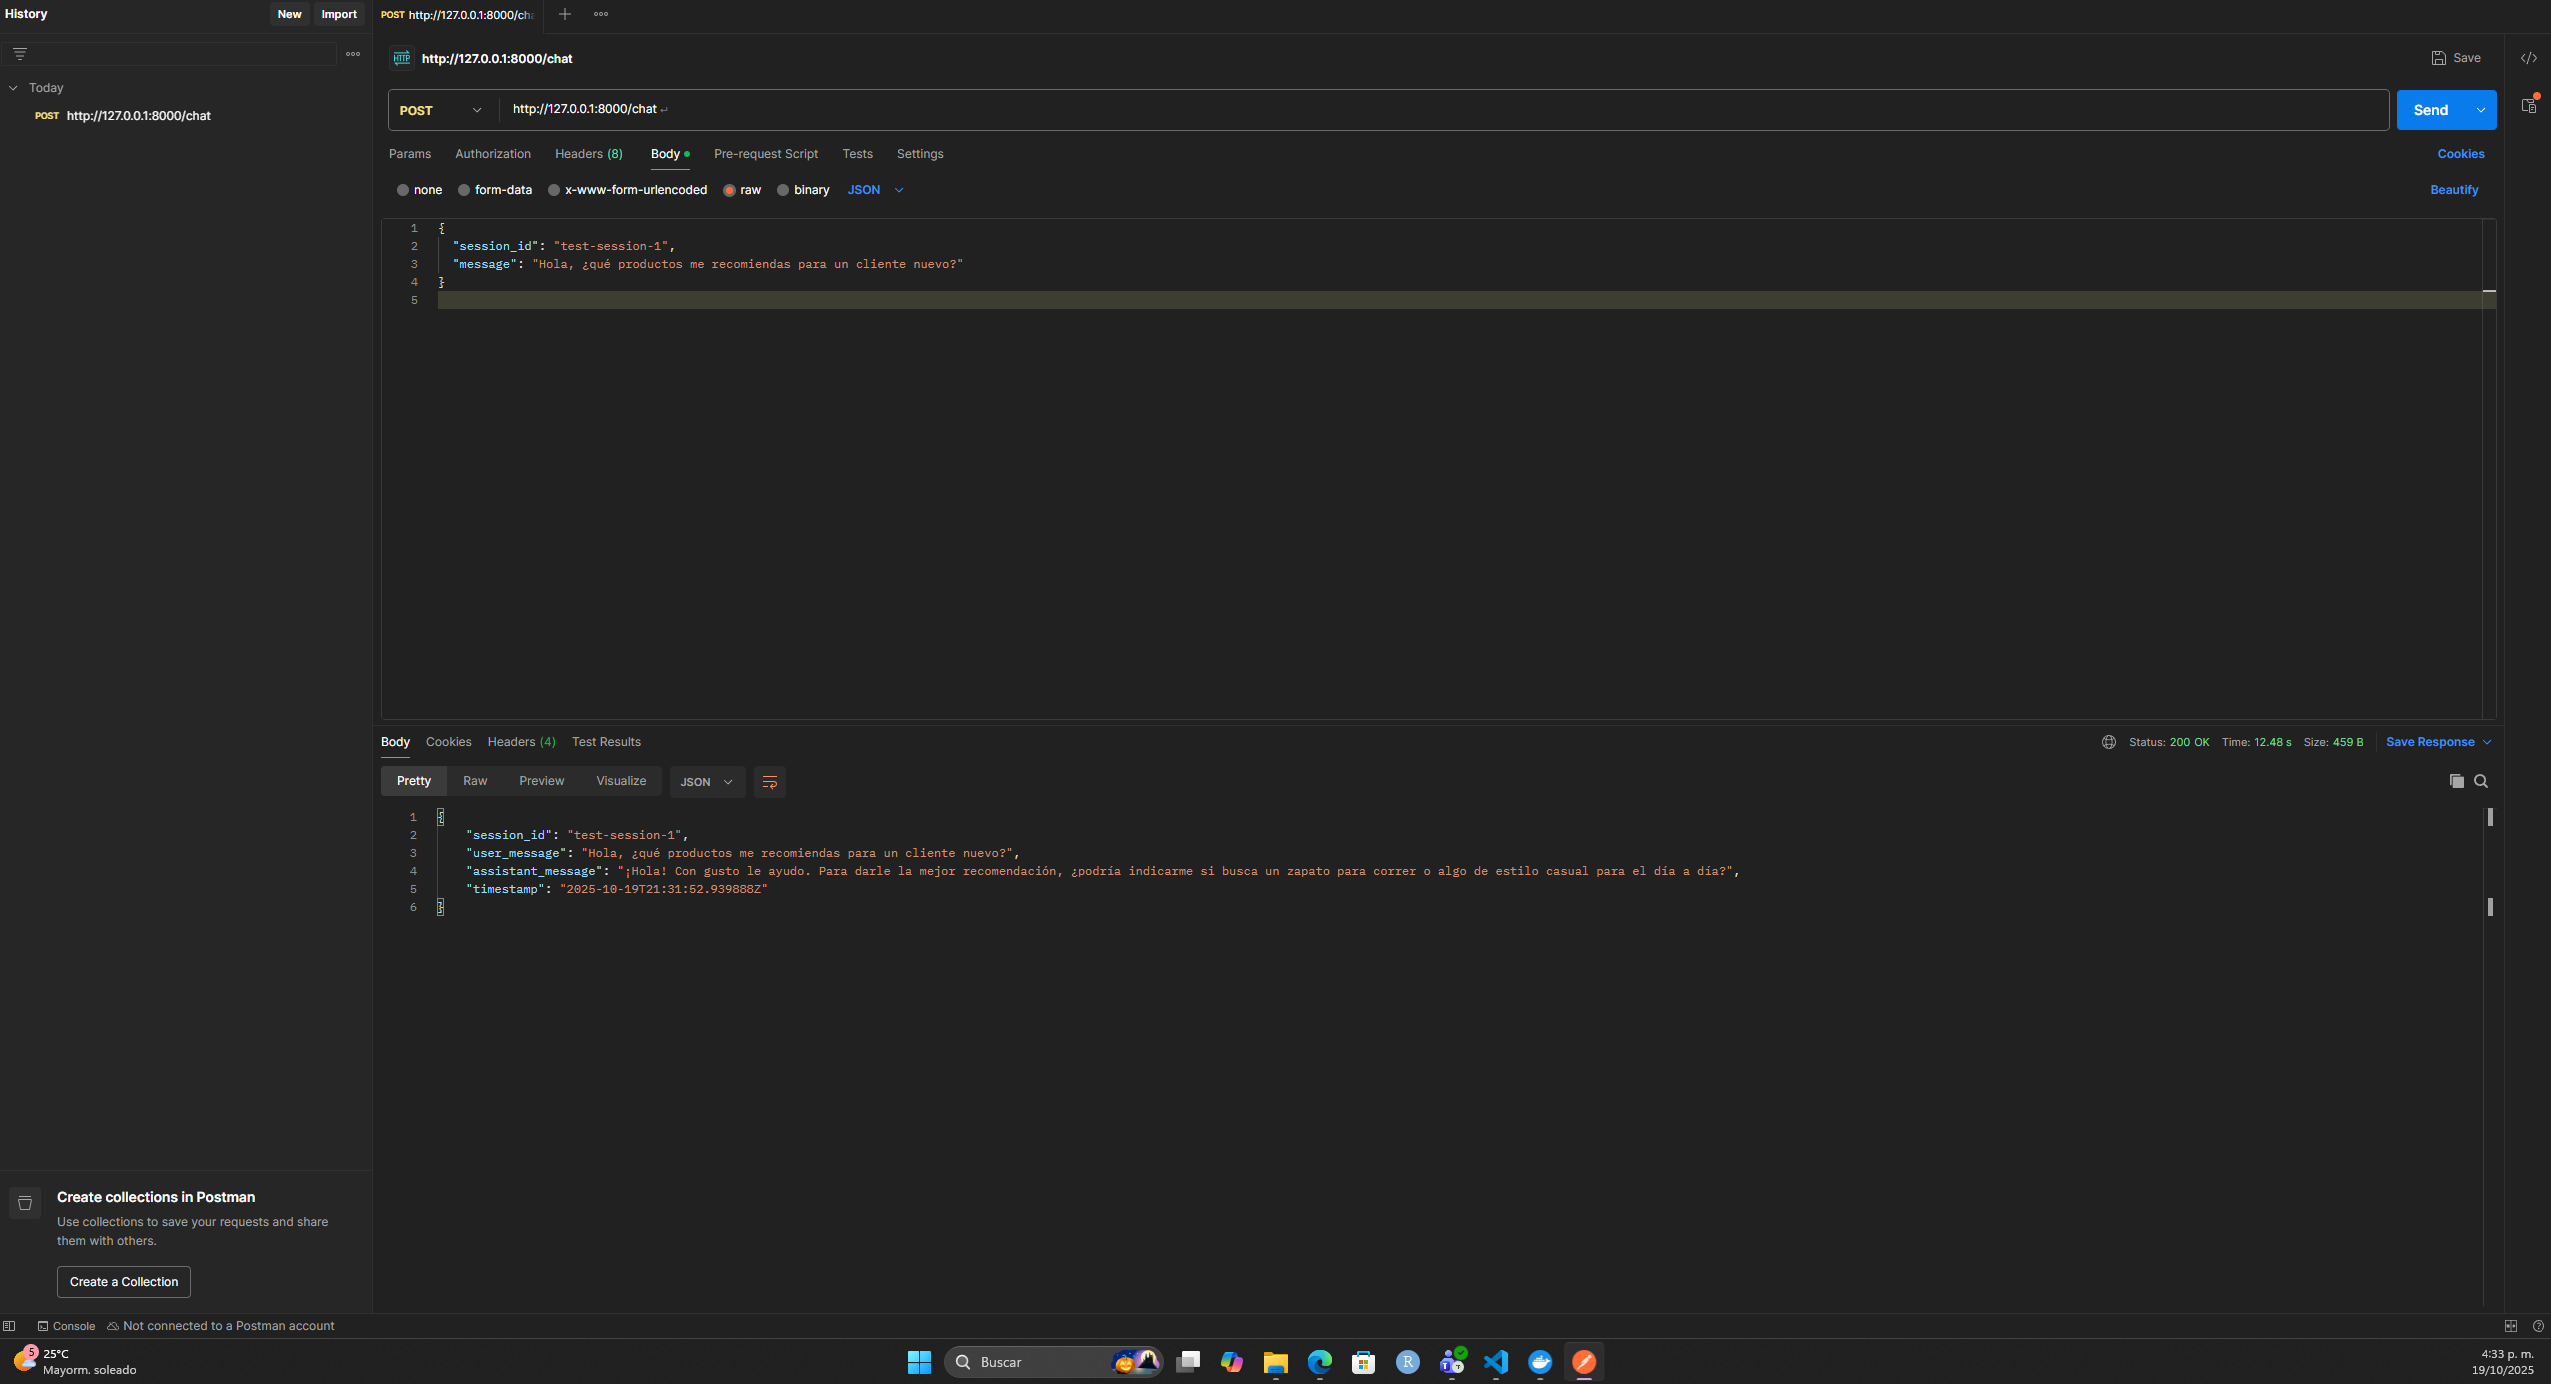 History
New
Import
POST http://127.0.0.1:8000/cha
http://127.0.0.1:8000/chat
Save
Today
POST http://127.0.0.1:8000/chat
POST
http://127.0.0.1:8000/chat
Send
Params
Authorization
Headers (8)
Body
Pre-request Script
Tests
Settings
Cookies
none
form-data
x-www-form-urlencoded
raw
binary
JSON
Beautify
1 {
2 "session_id": "test-session-1",
3 "message": "Hola, ¿qué productos me recomiendas para un cliente nuevo?"
4 }
5
Body
Cookies
Headers (4)
Test Results
Status: 200 OK
Time: 12.48 s
Size: 459 B
Save Response
Pretty
Raw
Preview
Visualize
JSON
1 {
2 "session_id": "test-session-1",
3 "user_message": "Hola, ¿qué productos me recomiendas para un cliente nuevo?",
4 "assistant_message": "¡Hola! Con gusto le ayudo. Para darle la mejor recomendación, ¿podría indicarme si busca un zapato para correr o algo de estilo casual para el día a día?",
5 "timestamp": "2025-10-19T21:31:52.939888Z"
6 }
Create collections in Postman
Use collections to save your requests and share
them with others.
Create a Collection
Console
Not connected to a Postman account
5
25°C
Mayorm. soleado
Buscar
4:33 p. m.
19/10/2025